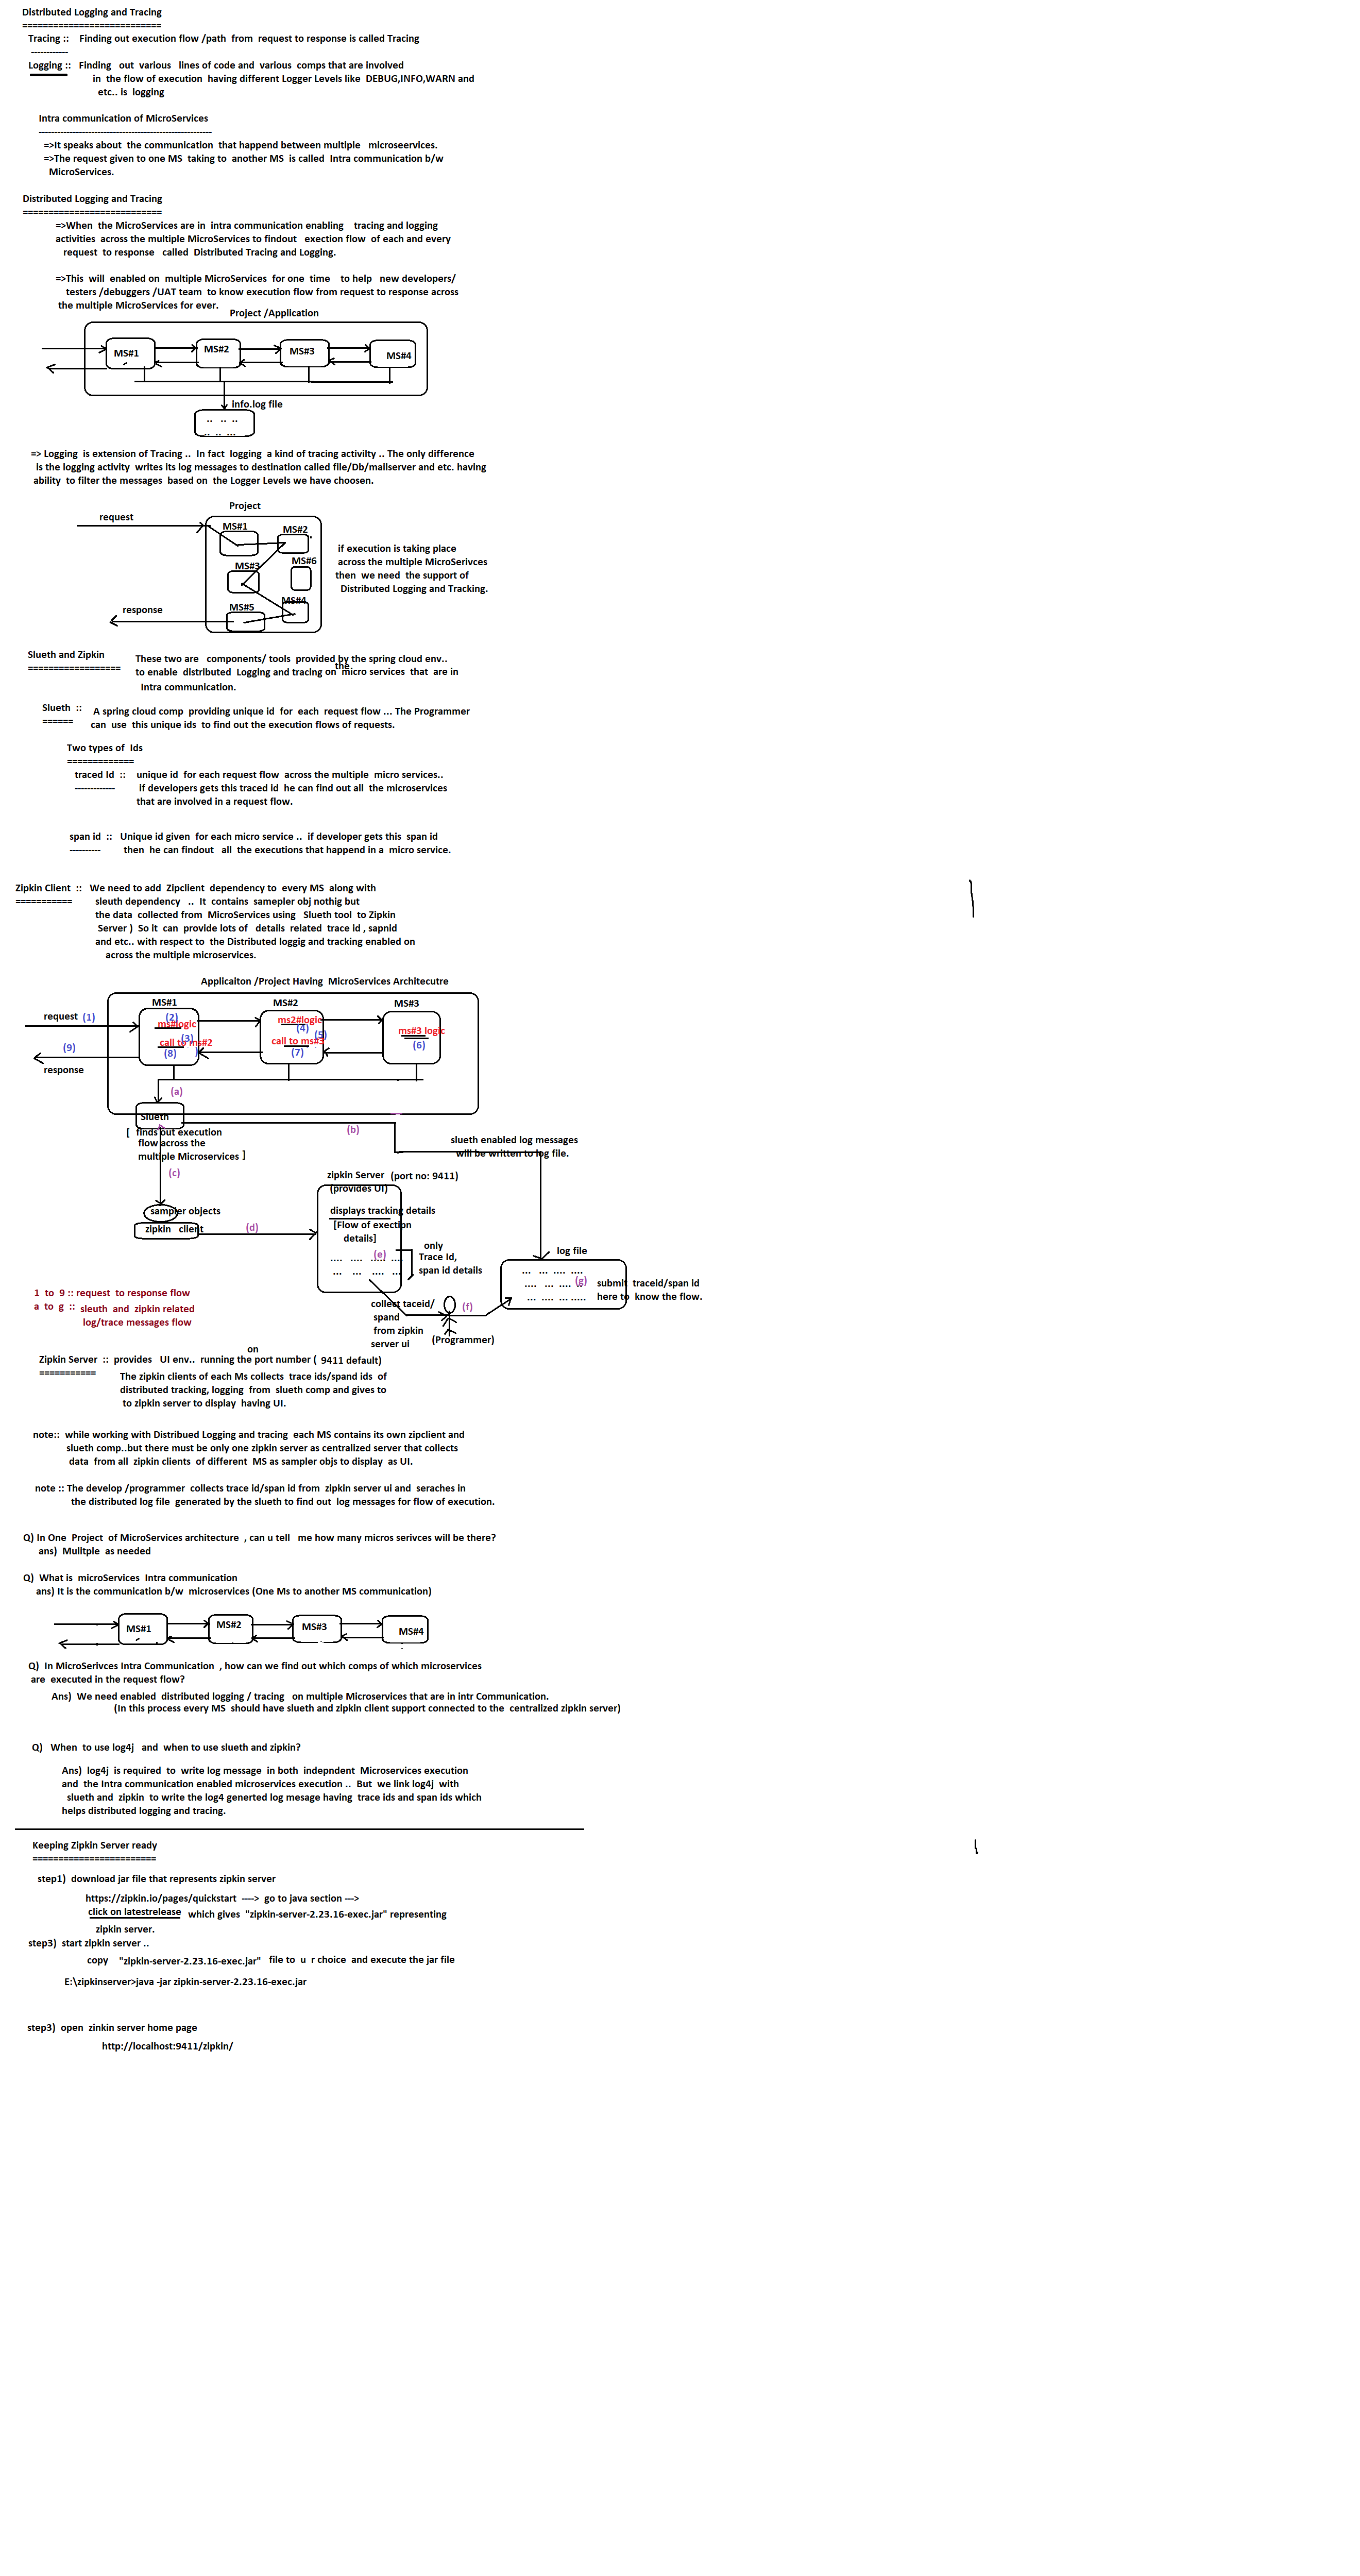 Distributed Logging and Tracing
===========================
Tracing :: Finding out execution flow /path from request to response is called Tracing
------------
Logging :: Finding out various lines of code and various comps that are involved
in the flow of execution having different Logger Levels like DEBUG,INFO,WARN and
etc.. is logging
Intra communication of MicroServices
--------------------------------------------------------
=>It speaks about the communication that happend between multiple microseervices.
=>The request given to one MS taking to another MS is called Intra communication b/w
MicroServices.
Distributed Logging and Tracing
===========================
=>When the MicroServices are in intra communication enabling tracing and logging
activities across the multiple MicroServices to findout exection flow of each and every
request to response called Distributed Tracing and Logging.
=>This will enabled on multiple MicroServices for one time to help new developers/
testers /debuggers /UAT team to know execution flow from request to response across
the multiple MicroServices for ever.
Project /Application
MS#1 MS#2 MS#3 MS#4
info.log file
.. .. ..
.. .. ...
=> Logging is extension of Tracing .. In fact logging a kind of tracing activilty .. The only difference
is the logging activity writes its log messages to destination called file/Db/mailserver and etc. having
ability to filter the messages based on the Logger Levels we have choosen.
Project
request
MS#1
MS#2
MS#3
MS#6
MS#4
MS#5
response
if execution is taking place
across the multiple MicroSerivces
then we need the support of
Distributed Logging and Tracking.
Slueth and Zipkin
==================
These two are components/ tools provided by the spring cloud env..
to enable distributed Logging and tracing on the micro services that are in
Intra communication.
Slueth ::
======
A spring cloud comp providing unique id for each request flow ... The Programmer
can use this unique ids to find out the execution flows of requests.
Two types of Ids
=============
traced Id :: unique id for each request flow across the multiple micro services..
------------- if developers gets this traced id he can find out all the microservices
that are involved in a request flow.
span id :: Unique id given for each micro service .. if developer gets this span id
---------- then he can findout all the executions that happend in a micro service.
Zipkin Client :: We need to add Zipclient dependency to every MS along with
=========== sleuth dependency .. It contains samepler obj nothig but
the data collected from MicroServices using Slueth tool to Zipkin
Server ) So it can provide lots of details related trace id , sapnid
and etc.. with respect to the Distributed loggig and tracking enabled on
across the multiple microservices.
Applicaiton /Project Having MicroServices Architecutre
MS#1 MS#2 MS#3
request (1)
(2)
ms#logic
(3)
call to ms#2
(8)
ms2#logic
(4)
(5)
call to ms#3
(7)
ms#3 logic
(6)
(9)
response
(a)
Slueth
[ finds out execution
flow across the
multiple Microservices ]
(b)
slueth enabled log messages
will be written to log file.
(c)
zipkin Server (port no: 9411)
(provides UI)
sampler objects
zipkin client
(d)
displays tracking details
[Flow of exection
details]
(e)
.... .... ..... ....
... ... .... ...
only
Trace Id,
span id details
log file
... ... .... ....
.... ... .... .. (g)
... .... ... .....
submit traceid/span id
here to know the flow.
1 to 9 :: request to response flow
a to g :: sleuth and zipkin related
log/trace messages flow
collect taceid/
spand
from zipkin
server ui
(f)
(Programmer)
on
Zipkin Server :: provides UI env.. running the port number ( 9411 default)
===========
The zipkin clients of each Ms collects trace ids/spand ids of
distributed tracking, logging from slueth comp and gives to
to zipkin server to display having UI.
note:: while working with Distribued Logging and tracing each MS contains its own zipclient and
slueth comp..but there must be only one zipkin server as centralized server that collects
data from all zipkin clients of different MS as sampler objs to display as UI.
note :: The develop /programmer collects trace id/span id from zipkin server ui and seraches in
the distributed log file generated by the slueth to find out log messages for flow of execution.
Q) In One Project of MicroServices architecture , can u tell me how many micros serivces will be there?
ans) Mulitple as needed
Q) What is microServices Intra communication
ans) It is the communication b/w microservices (One Ms to another MS communication)
MS#1 MS#2 MS#3 MS#4
Q) In MicroSerivces Intra Communication , how can we find out which comps of which microservices
are executed in the request flow?
Ans) We need enabled distributed logging / tracing on multiple Microservices that are in intr Communication.
(In this process every MS should have slueth and zipkin client support connected to the centralized zipkin server)
Q) When to use log4j and when to use slueth and zipkin?
Ans) log4j is required to write log message in both indepndent Microservices execution
and the Intra communication enabled microservices execution .. But we link log4j with
slueth and zipkin to write the log4 generted log mesage having trace ids and span ids which
helps distributed logging and tracing.
Keeping Zipkin Server ready
========================
step1) download jar file that represents zipkin server
https://zipkin.io/pages/quickstart ----> go to java section --->
click on latestrelease which gives "zipkin-server-2.23.16-exec.jar" representing
zipkin server.
step3) start zipkin server ..
copy "zipkin-server-2.23.16-exec.jar" file to u r choice and execute the jar file
E:\zipkinserver>java -jar zipkin-server-2.23.16-exec.jar
step3) open zinkin server home page
http://localhost:9411/zipkin/